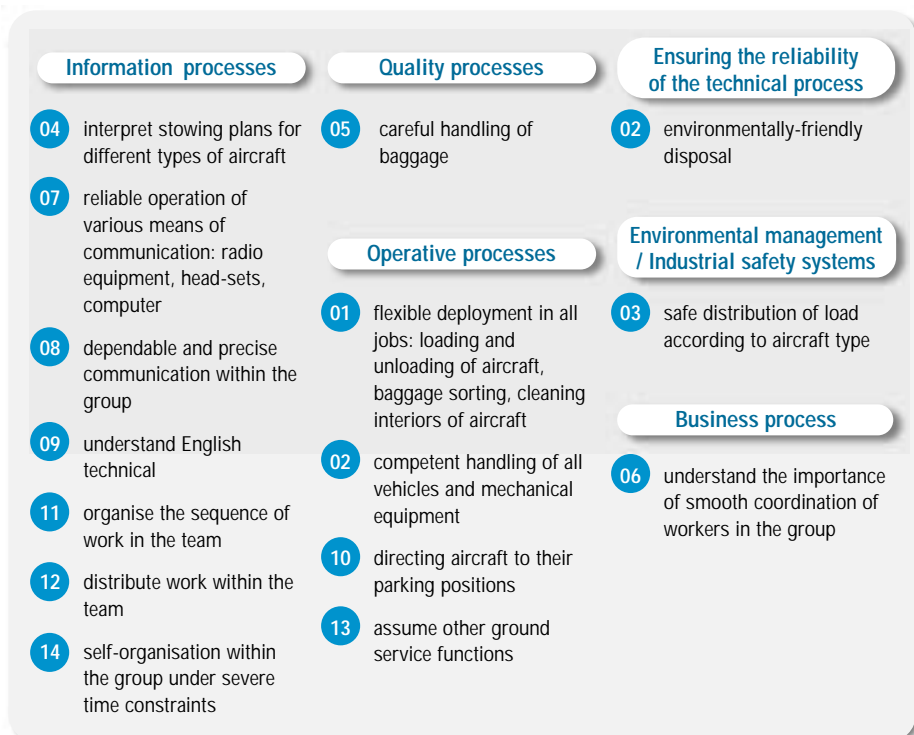 Information processes
04
interpret stowing plans for
different types of aircraft
07
reliable operation of
various means of
communication: radio
equipment, head-sets,
computer
08
dependable and precise
communication within the
group
09
understand English
technical
11
organise the sequence of
work in the team
12
distribute work within the
team
14
self-organisation within
the group under severe
time constraints
Quality processes
05
careful handling of
baggage
Operative processes
01
flexible deployment in all
jobs: loading and
unloading of aircraft,
baggage sorting, cleaning
interiors of aircraft
02
competent handling of all
vehicles and mechanical
equipment
10
directing aircraft to their
parking positions
13
assume other ground
service functions
Ensuring the reliability
of the technical process
02
environmentally-friendly
disposal
Environmental management
/ Industrial safety systems
03
safe distribution of load
according to aircraft type
Business process
06
understand the importance
of smooth coordination of
workers in the group